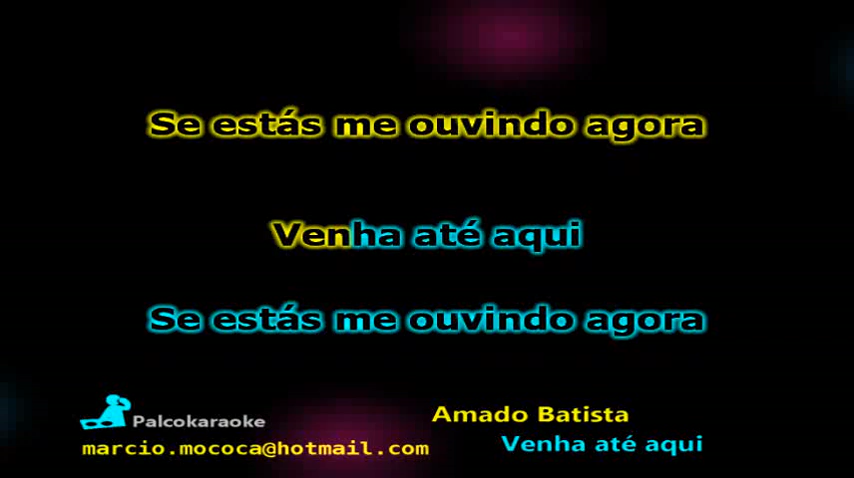 Se estás me ouvindo agora
Venha até aqui
Se estás me ouvindo agora
Palcokaraoke
Amado Batista
marcio.mococa@hotmail.com
Venha até aqui